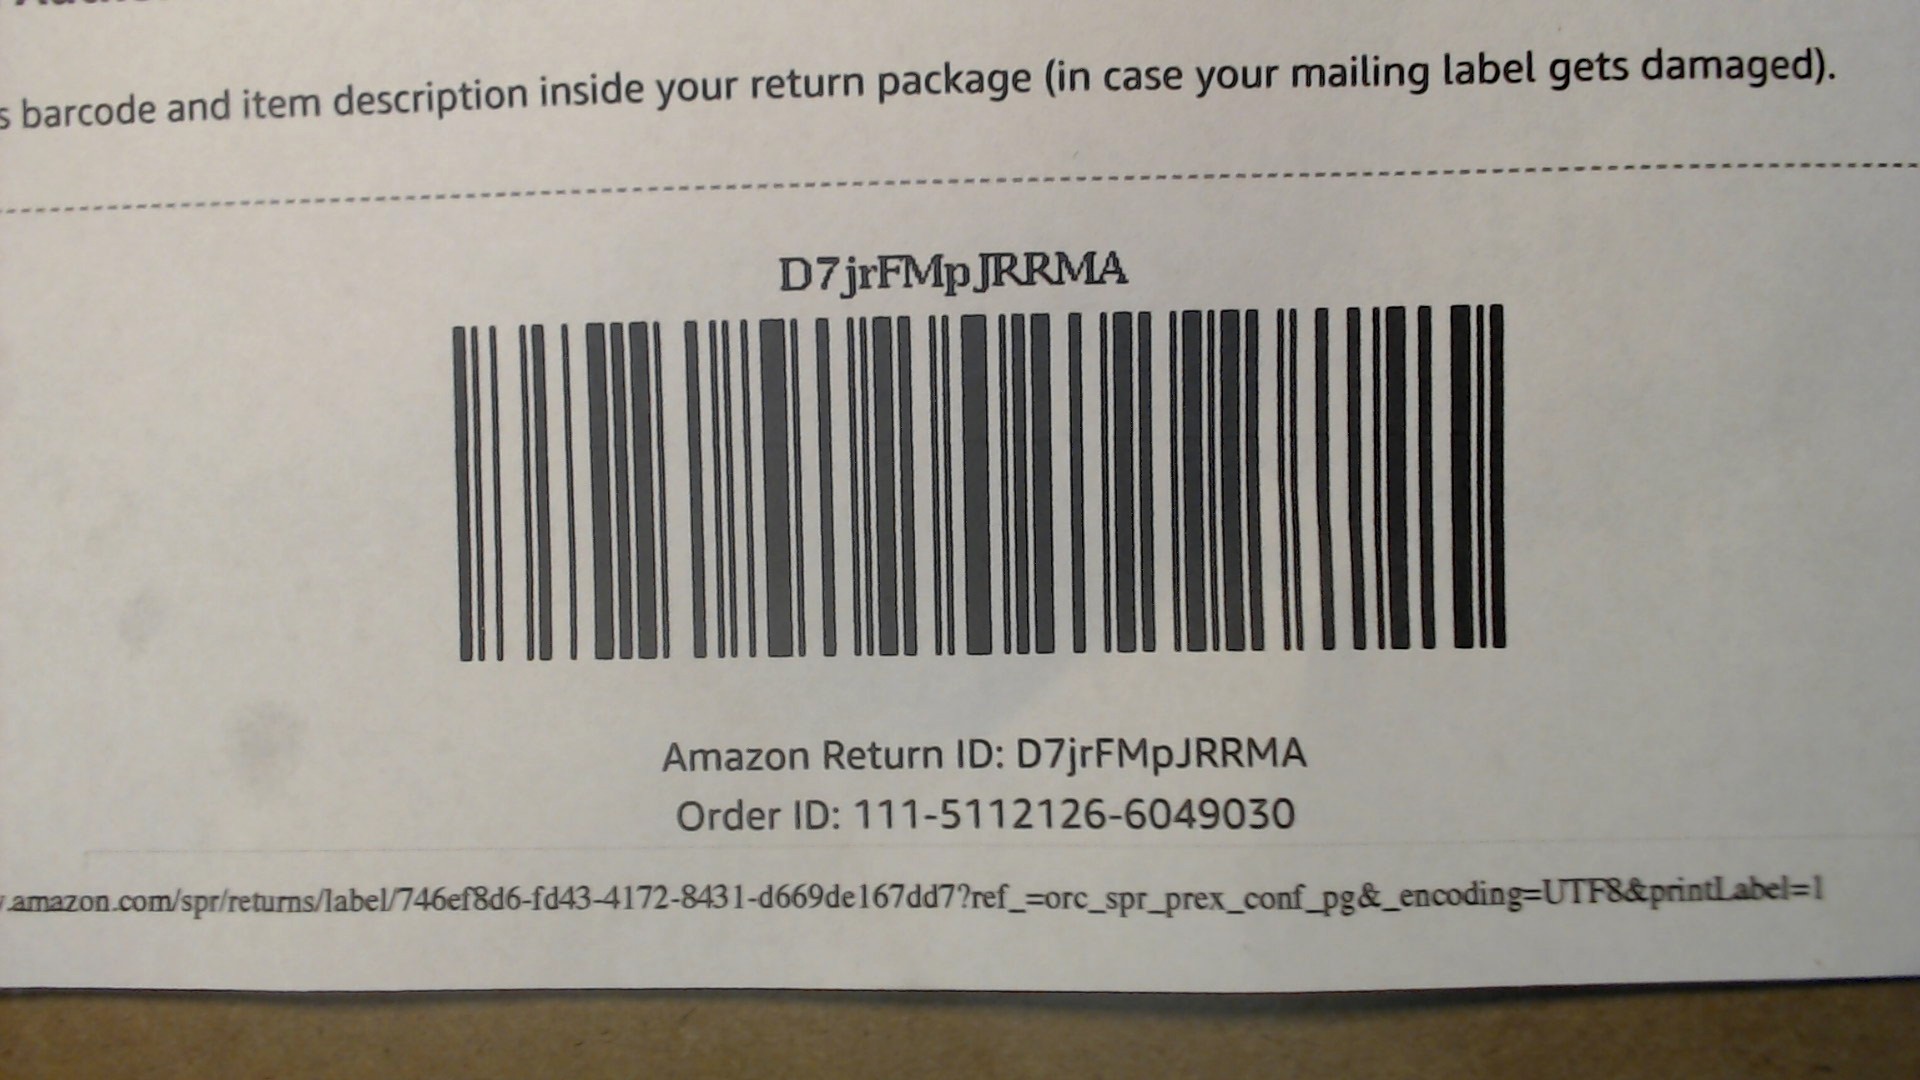 s barcode and item description inside your return package (in case your mailing label gets damaged).
D7jrFMpJRRMA
Amazon Return ID: D7jrFMpJRRMA
Order ID: 111-5112126-6049030
.amazon.com/spr/returns/label/746ef8d6-fd43-4172-8431-d669de167dd7?ref_=orc_spr_prex_conf_pg&_encoding=UTF8&printLabel=1